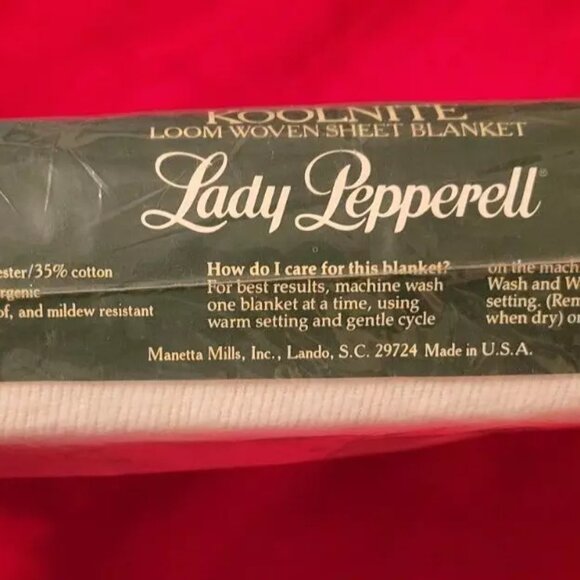 KOOLNITE
LOOM WOVEN SHEET BLANKET
Lady Pepperell®
ester/35% cotton
rgenic
of, and mildew resistant
How do I care for this blanket?
For best results, machine wash
one blanket at a time, using
warm setting and gentle cycle
on the mach
Wash and W
setting. (Rem
when dry) or
Manetta Mills, Inc., Lando, S.C. 29724 Made in U.S.A.